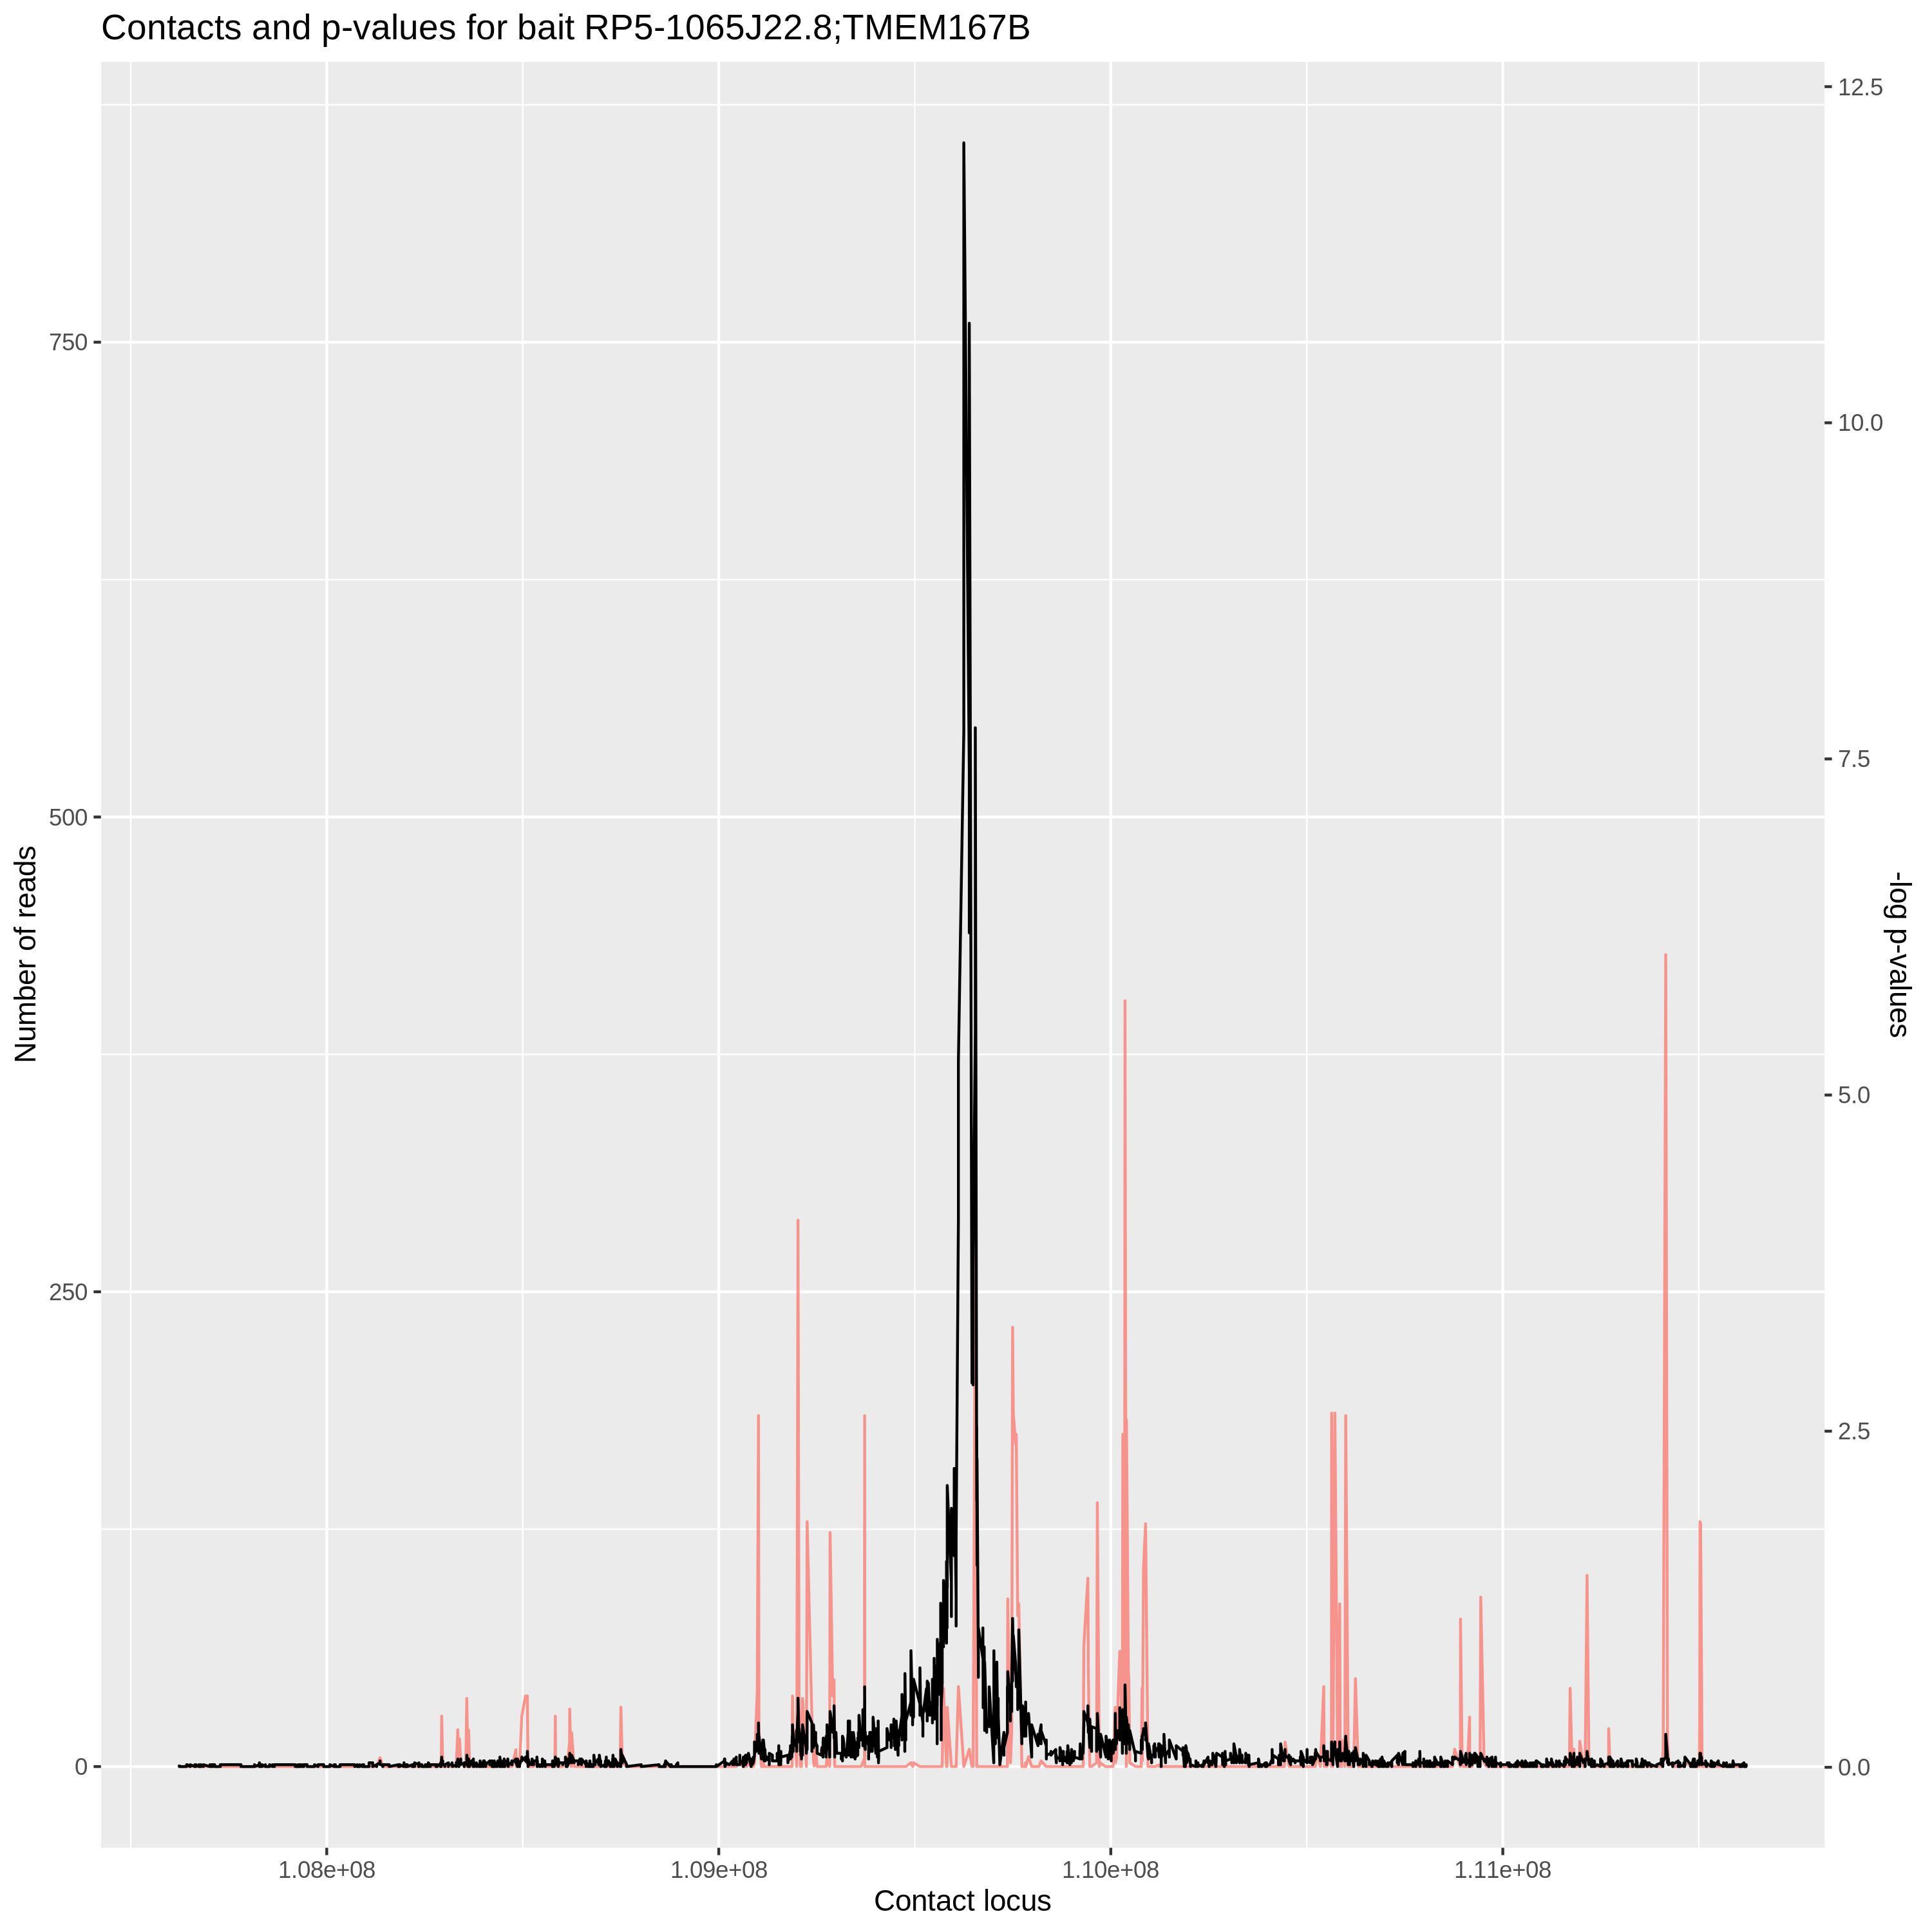 Contacts and p-values for bait RP5-1065J22.8;TMEM167B
12.5
750
10.0
7.5
500
Number of reads
-log p-values
5.0
250
2.5
0
0.0
1.08e+08
1.09e+08
1.10e+08
1.11e+08
Contact locus